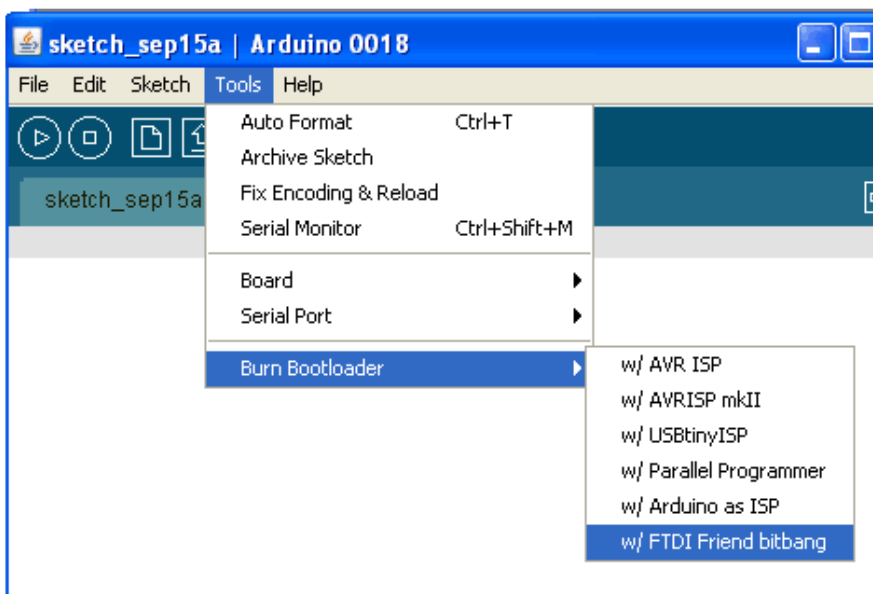 sketch_sep15a | Arduino 0018
File Edit Sketch Tools Help
Auto Format Ctrl+T
Archive Sketch
sketch_sep15a
Fix Encoding & Reload
Serial Monitor Ctrl+Shift+M
Board
Serial Port
Burn Bootloader
w/ AVR ISP
w/ AVRISP mkII
w/ USBtinyISP
w/ Parallel Programmer
w/ Arduino as ISP
w/ FTDI Friend bitbang